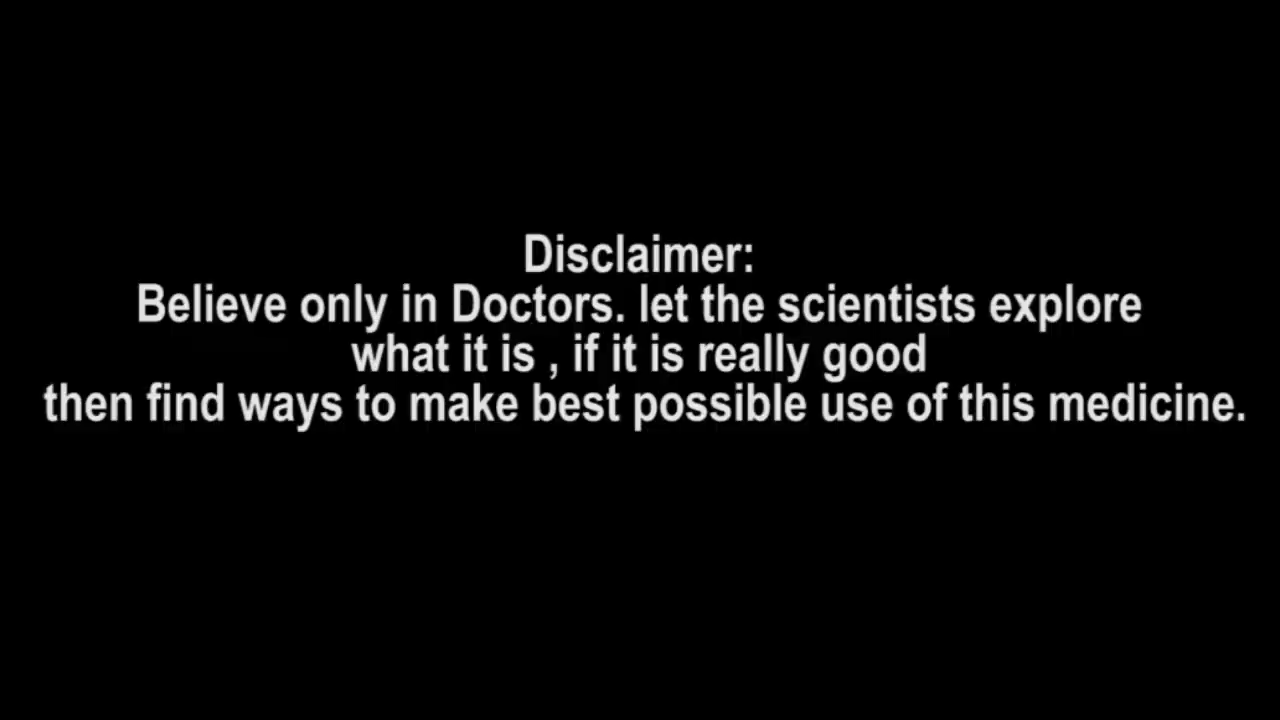 Disclaimer:
Believe only in Doctors. let the scientists explore
what it is , if it is really good
then find ways to make best possible use of this medicine.